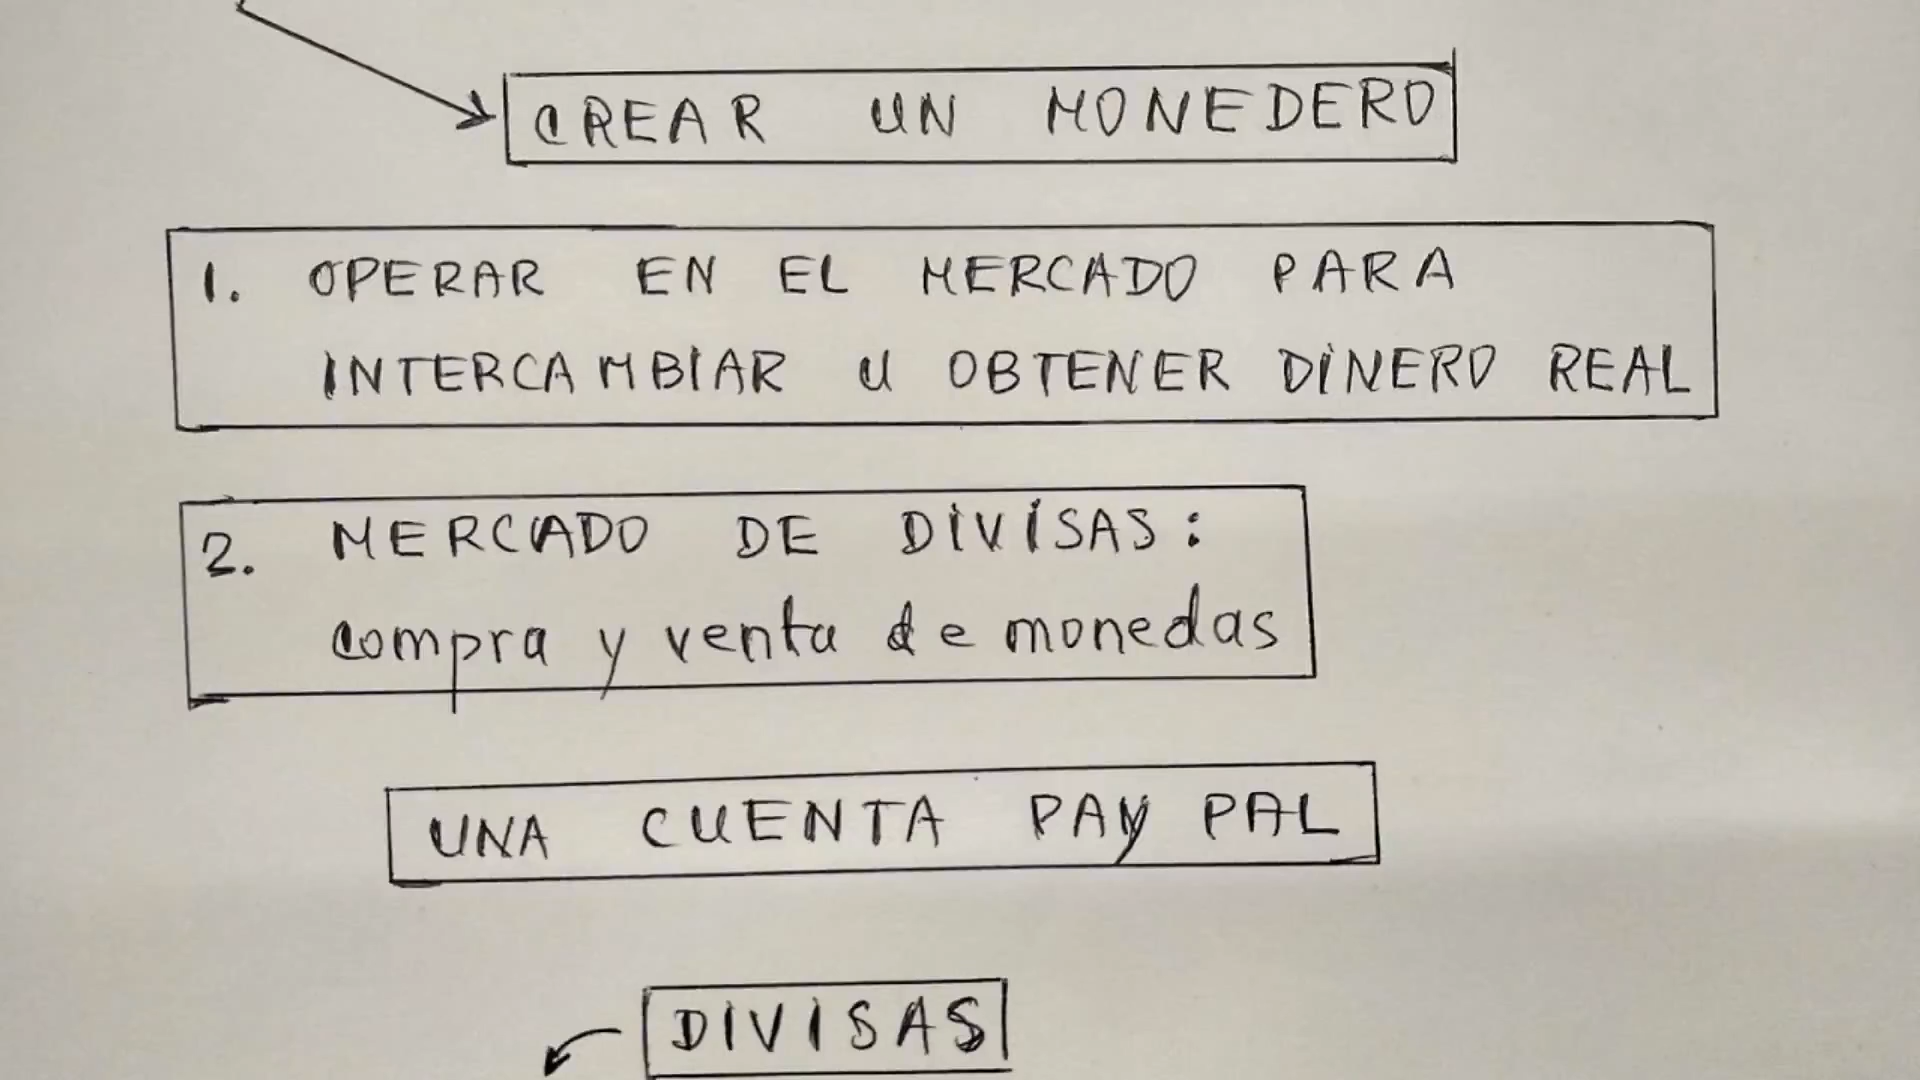 CREAR UN MONEDERO
1. OPERAR EN EL MERCADO PARA
INTERCAMBIAR U OBTENER DINERO REAL
2. MERCADO DE DIVISAS:
compra y venta de monedas
UNA CUENTA PAY PAL
DIVISAS